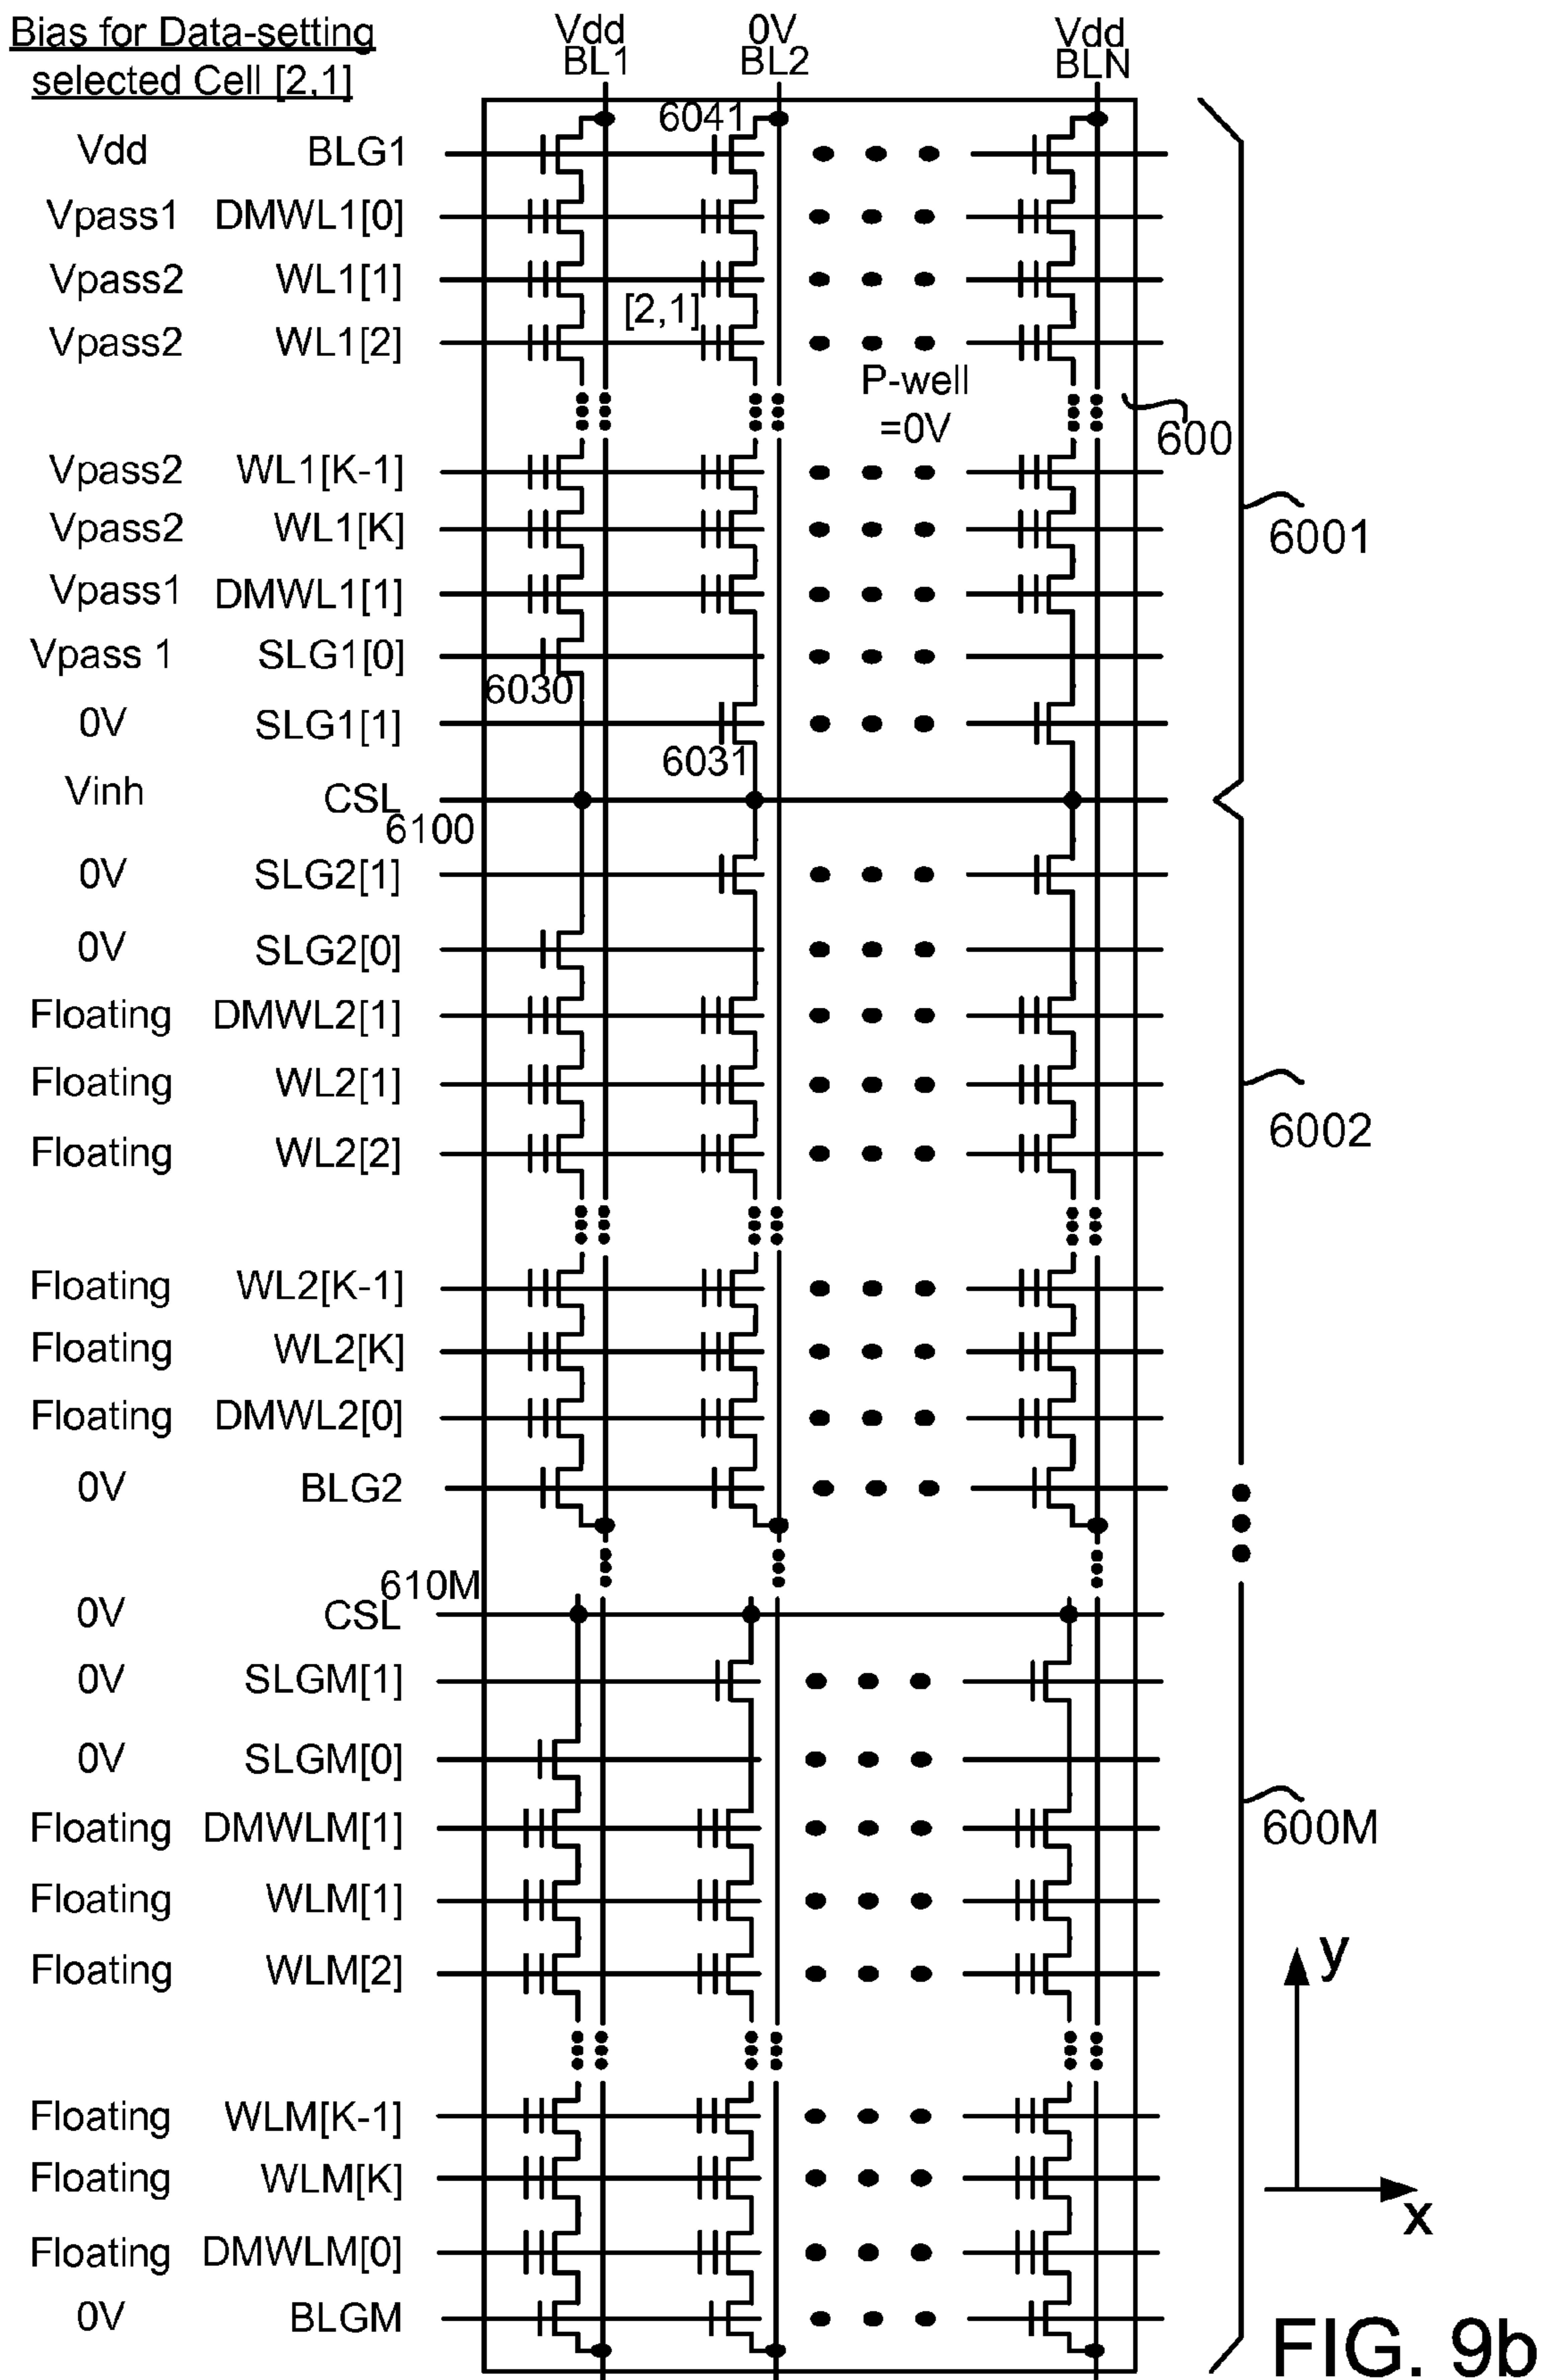 Bias for Data-setting
selected Cell [2,1]
Vdd 0V Vdd
BL1 BL2 BLN
6041
Vdd BLG1
Vpass1 DMWL1[0]
Vpass2 WL1[1]
[2,1]
Vpass2 WL1[2]
P-well
=0V
600
Vpass2 WL1[K-1]
Vpass2 WL1[K]
6001
Vpass1 DMWL1[1]
Vpass 1 SLG1[0]
6030
0V SLG1[1]
6031
Vinh CSL
6100
0V SLG2[1]
0V SLG2[0]
Floating DMWL2[1]
Floating WL2[1]
6002
Floating WL2[2]
Floating WL2[K-1]
Floating WL2[K]
Floating DMWL2[0]
0V BLG2
610M
0V CSL
0V SLGM[1]
0V SLGM[0]
Floating DMWLM[1]
600M
Floating WLM[1]
Floating WLM[2]
y
Floating WLM[K-1]
Floating WLM[K]
x
Floating DMWLM[0]
0V BLGM
FIG. 9b